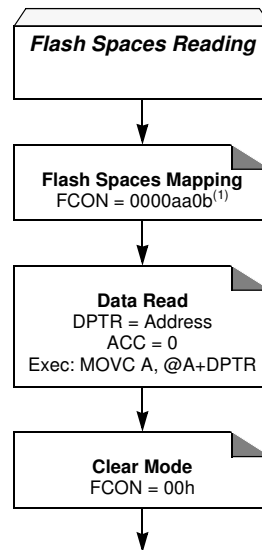 Flash Spaces Reading
Flash Spaces Mapping
FCON = 0000aa0b(1)
Data Read
DPTR = Address
ACC = 0
Exec: MOVC A, @A+DPTR
Clear Mode
FCON = 00h